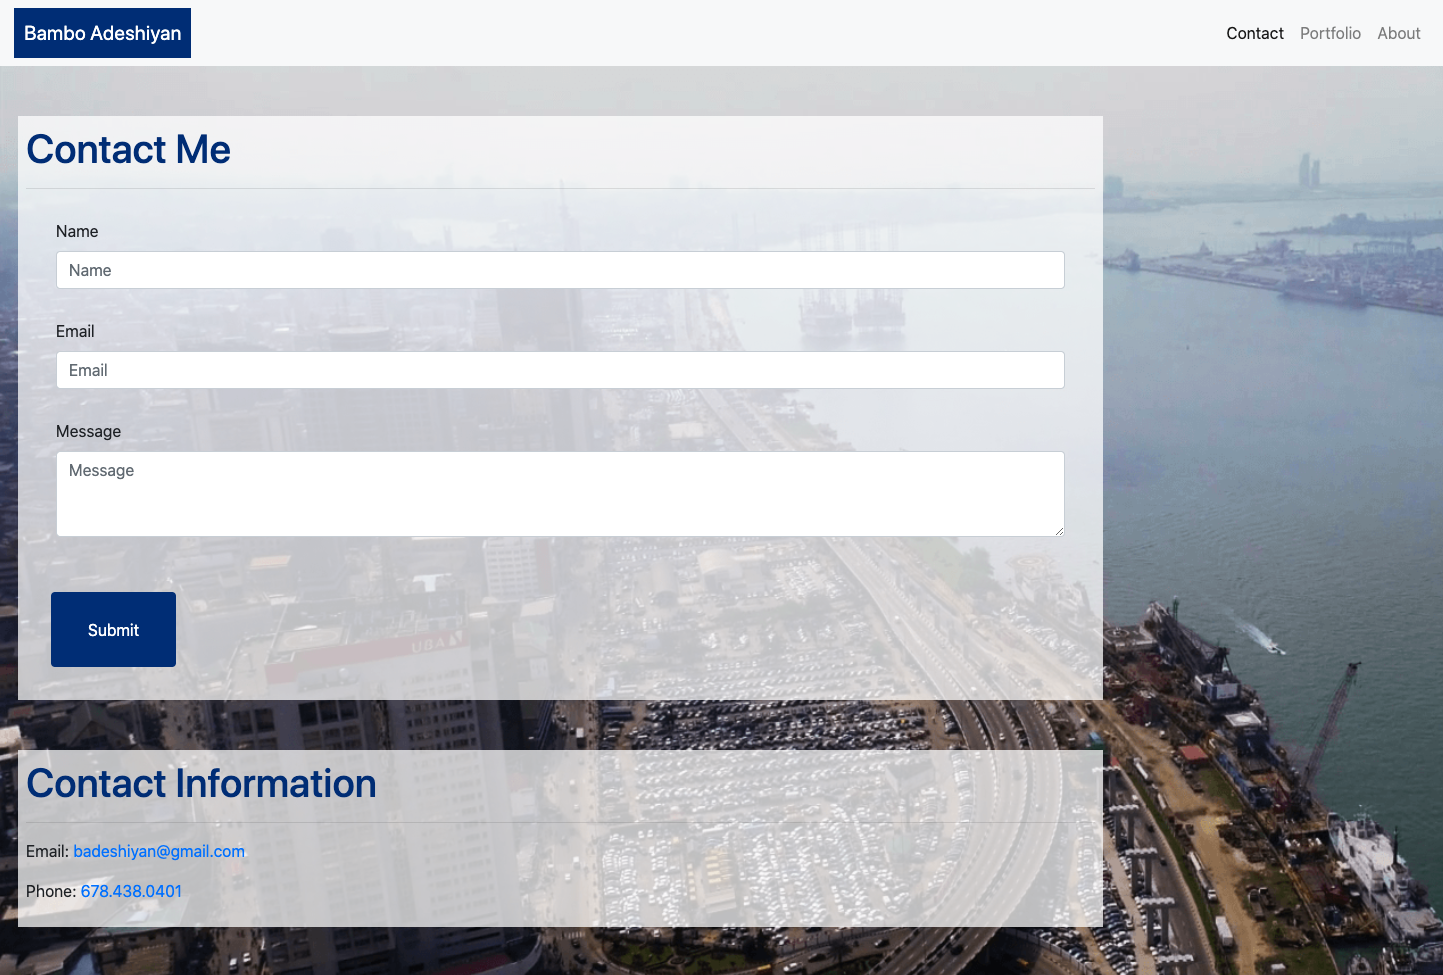 Bambo Adeshiyan
Contact Portfolio About
Contact Me
Name
Name
Email
Email
Message
Message
UBA
Submit
Contact Information
Email: badeshiyan@gmail.com
Phone: 678.438.0401